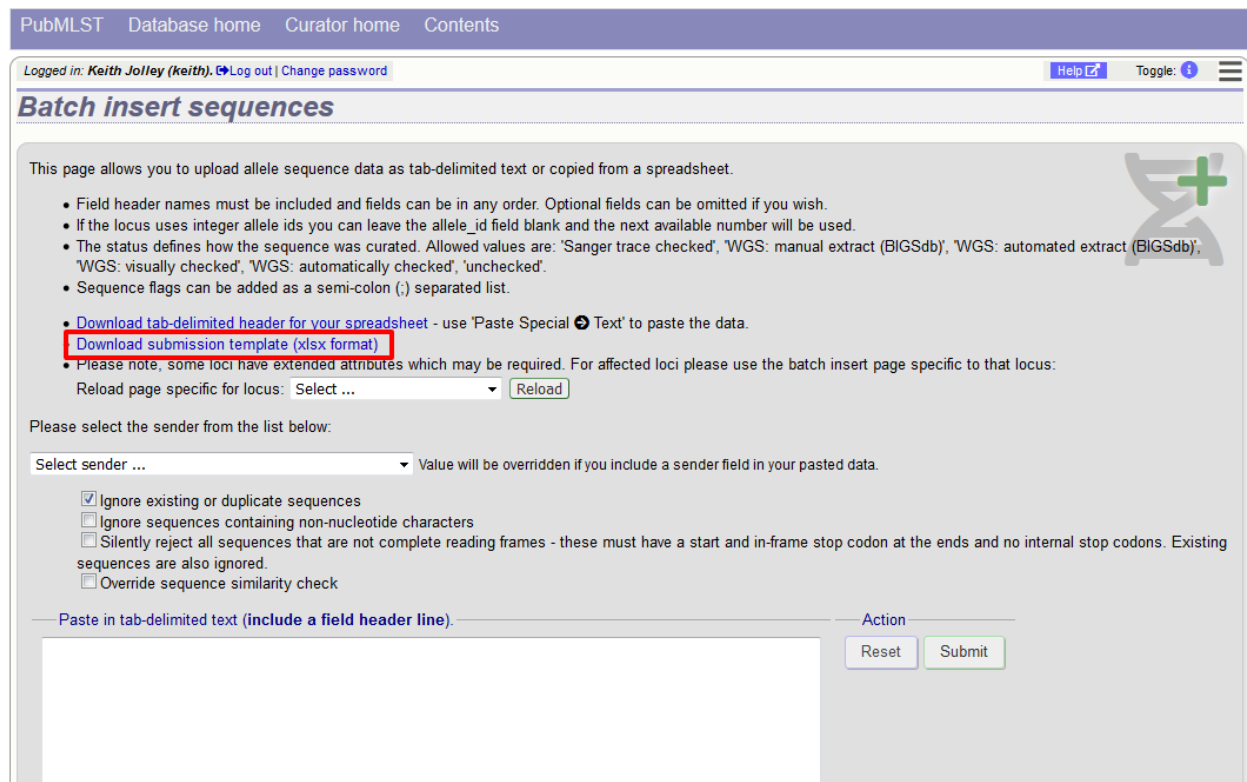 PubMLST Database home Curator home Contents
Logged in: Keith Jolley (keith). Log out | Change password Help Toggle: i
Batch insert sequences
This page allows you to upload allele sequence data as tab-delimited text or copied from a spreadsheet.
• Field header names must be included and fields can be in any order. Optional fields can be omitted if you wish.
• If the locus uses integer allele ids you can leave the allele_id field blank and the next available number will be used.
• The status defines how the sequence was curated. Allowed values are: 'Sanger trace checked', 'WGS: manual extract (BIGSdb)', 'WGS: automated extract (BIGSdb)',
'WGS: visually checked', 'WGS: automatically checked', 'unchecked'.
• Sequence flags can be added as a semi-colon (;) separated list.
• Download tab-delimited header for your spreadsheet - use 'Paste Special ➔ Text' to paste the data.
Download submission template (xlsx format)
• Please note, some loci have extended attributes which may be required. For affected loci please use the batch insert page specific to that locus:
Reload page specific for locus: Select ... Reload
Please select the sender from the list below:
Select sender ... Value will be overridden if you include a sender field in your pasted data.
Ignore existing or duplicate sequences
Ignore sequences containing non-nucleotide characters
Silently reject all sequences that are not complete reading frames - these must have a start and in-frame stop codon at the ends and no internal stop codons. Existing
sequences are also ignored.
Override sequence similarity check
Paste in tab-delimited text (include a field header line). Action
Reset Submit